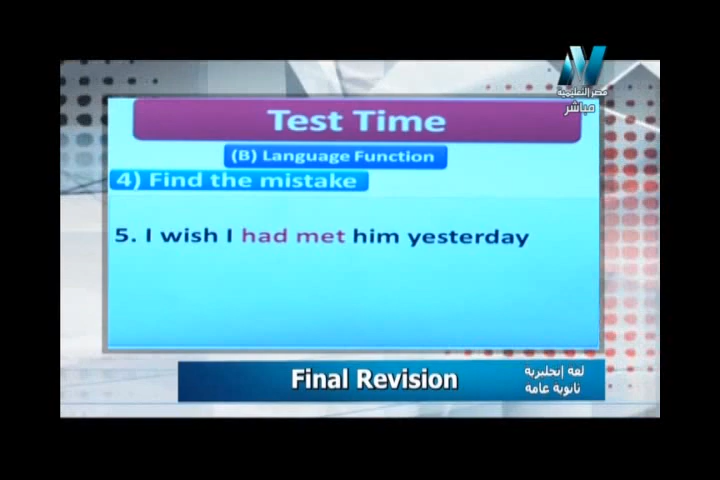 مصر التعليمية
مباشر
Test Time
(B) Language Function
4) Find the mistake
5. I wish I had met him yesterday
Final Revision
لغة إنجليزية
ثانوية عامة